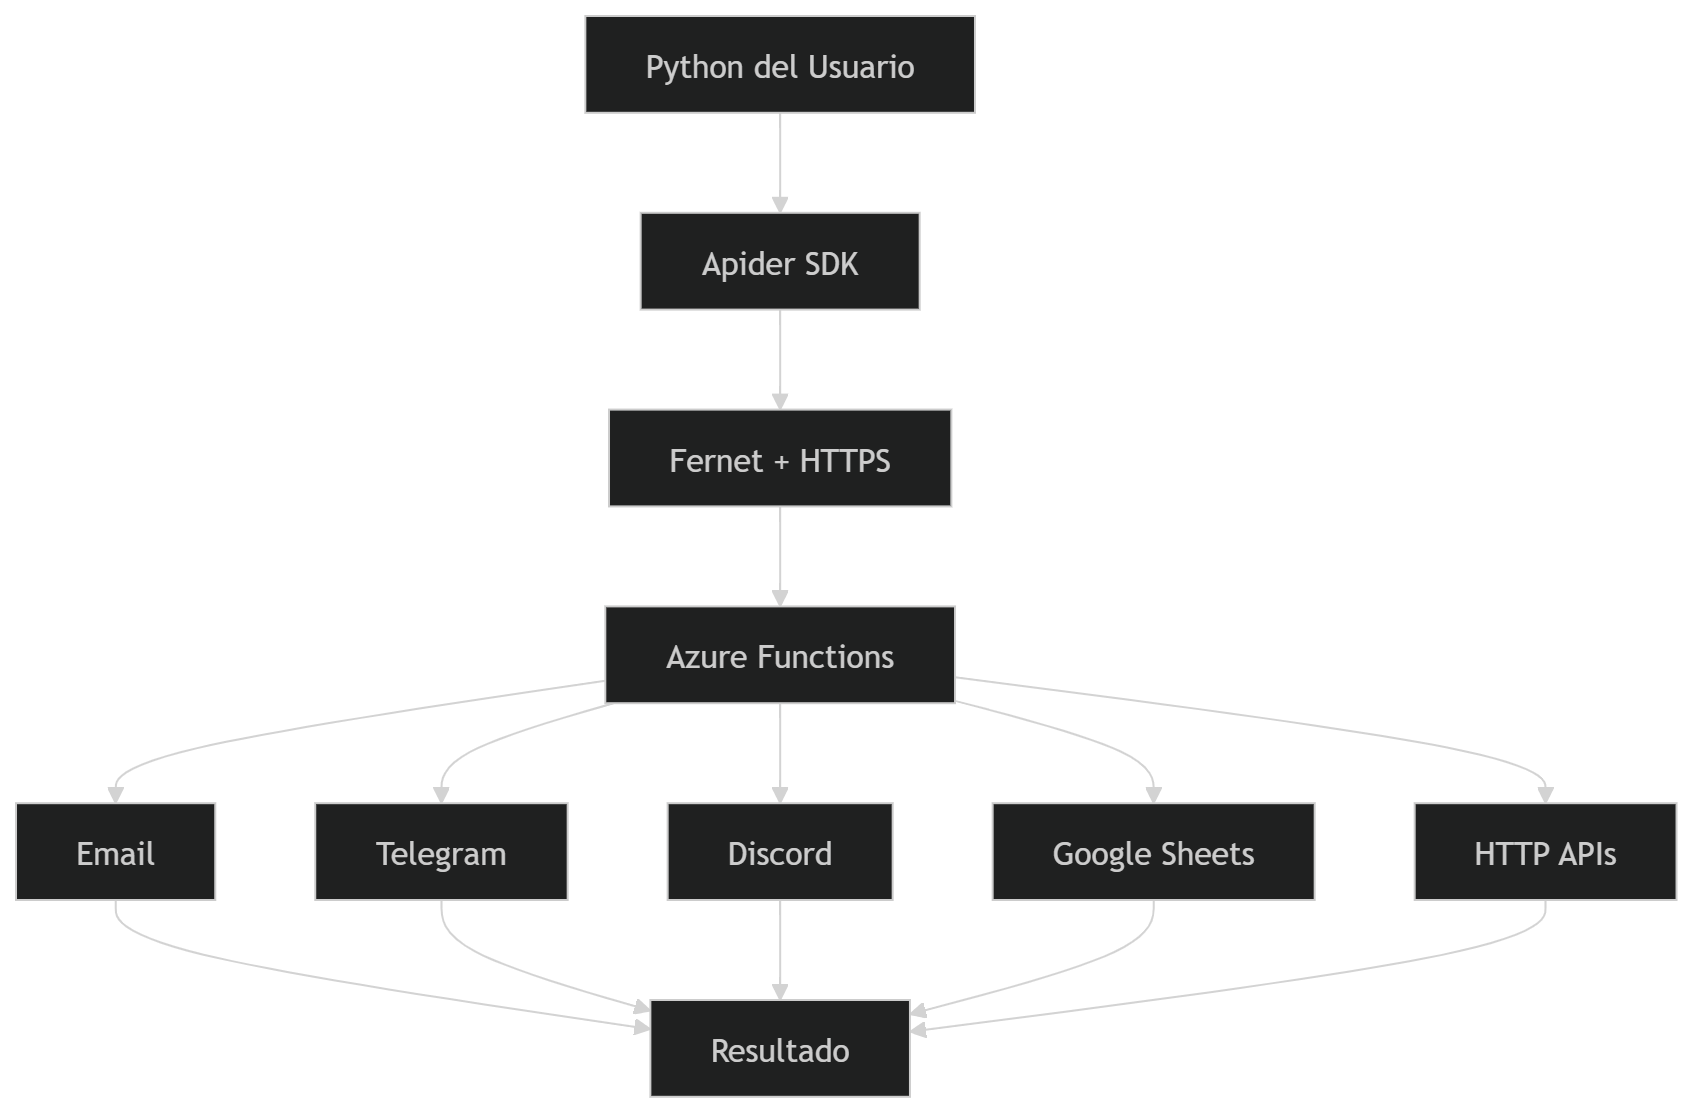 Python del Usuario
Apider SDK
Fernet + HTTPS
Azure Functions
Email
Telegram
Discord
Google Sheets
HTTP APIs
Resultado